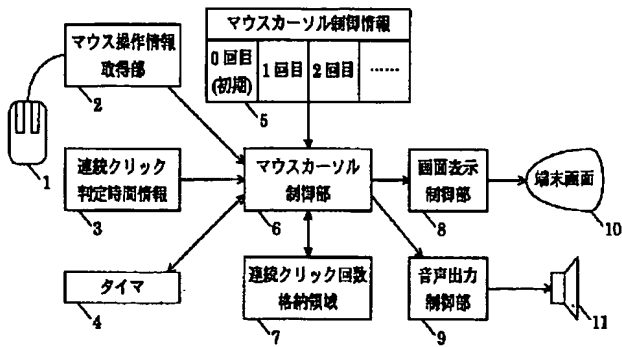 マウスカーソル制御情報
0回目
(初期)
1回目
2回目
……
5
マウス操作情報
取得部
2
1
連続クリック
判定時間情報
3
マウスカーソル
制御部
6
画面表示
制御部
8
端末画面
10
タイマ
4
連続クリック回数
格納領域
7
音声出力
制御部
9
11